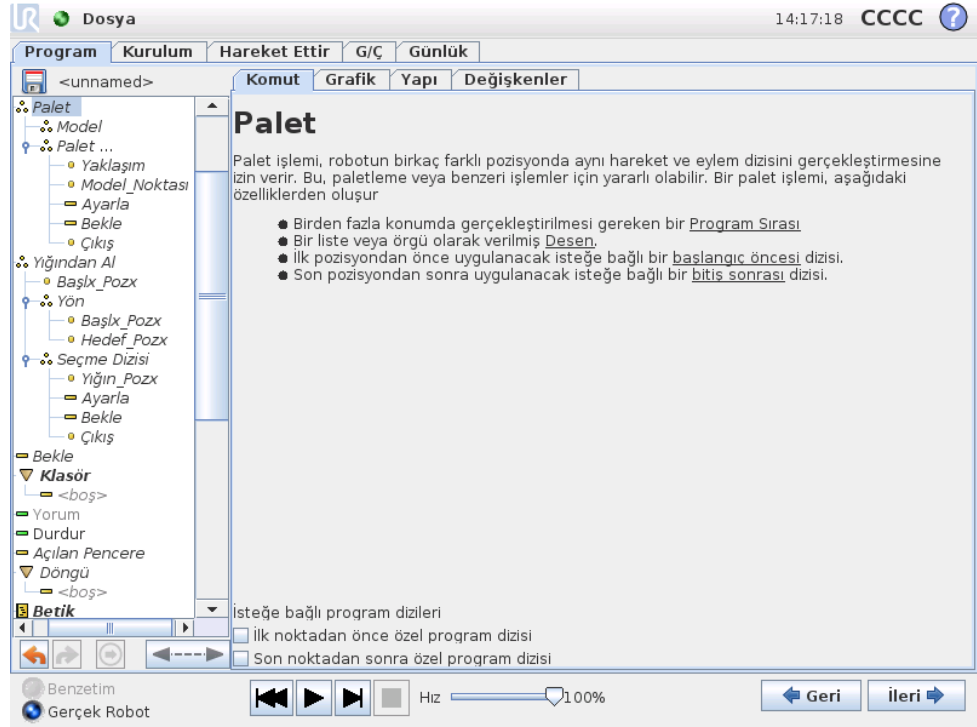 UR Dosya 14:17:18 CCCC ?
Program Kurulum Hareket Ettir G/Ç Günlük
<unnamed>
Komut Grafik Yapı Değişkenler
Palet
Model
Palet ...
Yaklaşım
Model_Noktası
Ayarla
Bekle
Çıkış
Yığından Al
Başlx_Pozx
Yön
Başlx_Pozx
Hedef_Pozx
Seçme Dizisi
Yığın_Pozx
Ayarla
Bekle
Çıkış
Bekle
Klasör
<boş>
Yorum
Durdur
Açılan Pencere
Döngü
<boş>
Betik
Palet
Palet işlemi, robotun birkaç farklı pozisyonda aynı hareket ve eylem dizisini gerçekleştirmesine
izin verir. Bu, paletleme veya benzeri işlemler için yararlı olabilir. Bir palet işlemi, aşağıdaki
özelliklerden oluşur
Birden fazla konumda gerçekleştirilmesi gereken bir Program Sırası
Bir liste veya örgü olarak verilmiş Desen.
İlk pozisyondan önce uygulanacak isteğe bağlı bir başlangıç öncesi dizisi.
Son pozisyondan sonra uygulanacak isteğe bağlı bir bitiş sonrası dizisi.
İsteğe bağlı program dizileri
İlk noktadan önce özel program dizisi
Son noktadan sonra özel program dizisi
Benzetim
Gerçek Robot
Hız 100%
Geri İleri